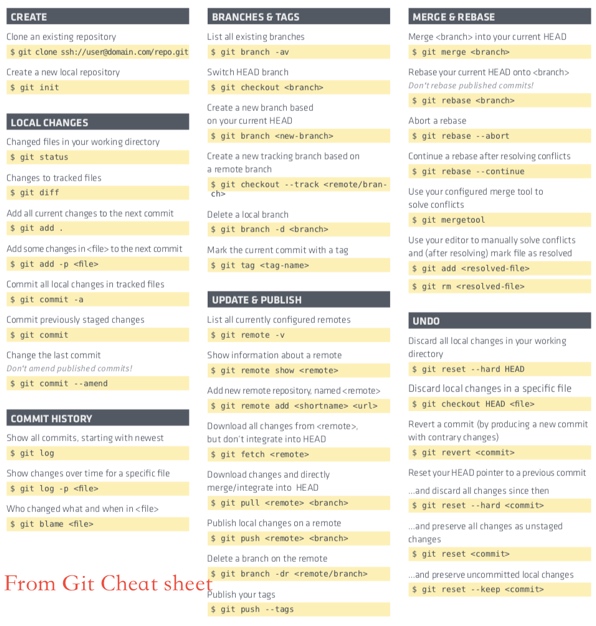 CREATE
Clone an existing repository
$ git clone ssh://user@domain.com/repo.git
Create a new local repository
$ git init
LOCAL CHANGES
Changed files in your working directory
$ git status
Changes to tracked files
$ git diff
Add all current changes to the next commit
$ git add .
Add some changes in <file> to the next commit
$ git add -p <file>
Commit all local changes in tracked files
$ git commit -a
Commit previously staged changes
$ git commit
Change the last commit
Don't amend published commits!
$ git commit --amend
COMMIT HISTORY
Show all commits, starting with newest
$ git log
Show changes over time for a specific file
$ git log -p <file>
Who changed what and when in <file>
$ git blame <file>
From Git Cheat sheet
BRANCHES & TAGS
List all existing branches
$ git branch -av
Switch HEAD branch
$ git checkout <branch>
Create a new branch based
on your current HEAD
$ git branch <new-branch>
Create a new tracking branch based on
a remote branch
$ git checkout --track <remote/bran-
ch>
Delete a local branch
$ git branch -d <branch>
Mark the current commit with a tag
$ git tag <tag-name>
UPDATE & PUBLISH
List all currently configured remotes
$ git remote -v
Show information about a remote
$ git remote show <remote>
Add new remote repository, named <remote>
$ git remote add <shortname> <url>
Download all changes from <remote>,
but don't integrate into HEAD
$ git fetch <remote>
Download changes and directly
merge/integrate into HEAD
$ git pull <remote> <branch>
Publish local changes on a remote
$ git push <remote> <branch>
Delete a branch on the remote
$ git branch -dr <remote/branch>
Publish your tags
$ git push --tags
MERGE & REBASE
Merge <branch> into your current HEAD
$ git merge <branch>
Rebase your current HEAD onto <branch>
Don't rebase published commits!
$ git rebase <branch>
Abort a rebase
$ git rebase --abort
Continue a rebase after resolving conflicts
$ git rebase --continue
Use your configured merge tool to
solve conflicts
$ git mergetool
Use your editor to manually solve conflicts
and (after resolving) mark file as resolved
$ git add <resolved-file>
$ git rm <resolved-file>
UNDO
Discard all local changes in your working
directory
$ git reset --hard HEAD
Discard local changes in a specific file
$ git checkout HEAD <file>
Revert a commit (by producing a new commit
with contrary changes)
$ git revert <commit>
Reset your HEAD pointer to a previous commit
...and discard all changes since then
$ git reset --hard <commit>
...and preserve all changes as unstaged
changes
$ git reset <commit>
...and preserve uncommitted local changes
$ git reset --keep <commit>